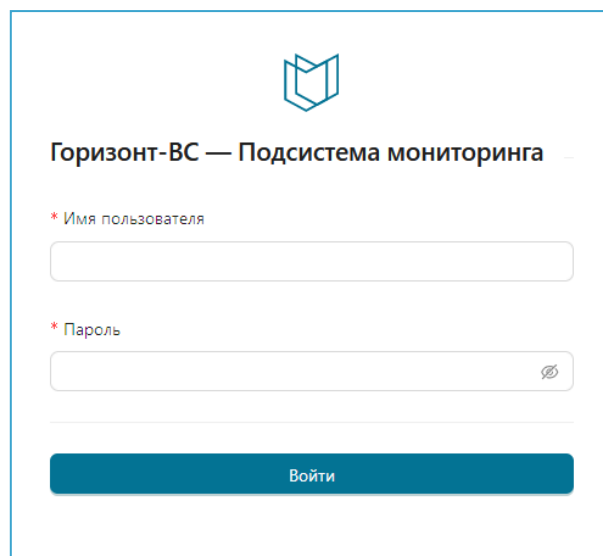 Горизонт-ВС — Подсистема мониторинга
* Имя пользователя
* Пароль
Войти